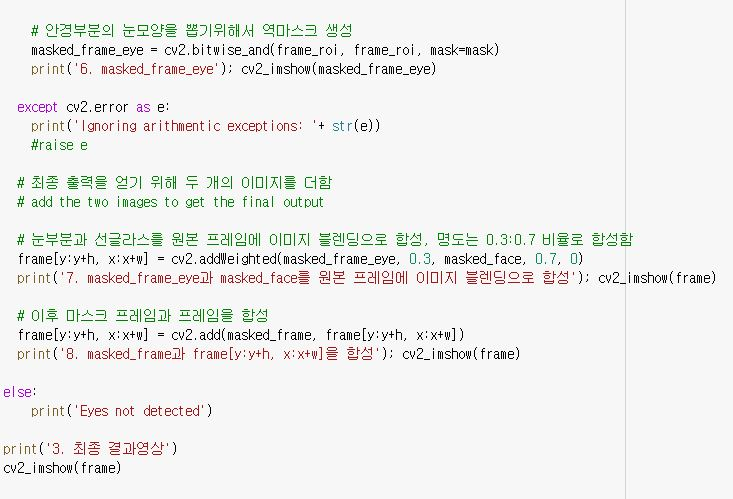 # 안경부분의 눈모양을 뽑기위해서 역마스크 생성
masked_frame_eye = cv2.bitwise_and(frame_roi, frame_roi, mask=mask)
print('6. masked_frame_eye'); cv2_imshow(masked_frame_eye)
except cv2.error as e:
print('Ignoring arithmentic exceptions: '+ str(e))
#raise e
# 최종 출력을 얻기 위해 두 개의 이미지를 더함
# add the two images to get the final output
# 눈부분과 선글라스를 원본 프레임에 이미지 블렌딩으로 합성, 명도는 0.3:0.7 비율로 합성함
frame[y:y+h, x:x+w] = cv2.addWeighted(masked_frame_eye, 0.3, masked_face, 0.7, 0)
print('7. masked_frame_eye과 masked_face를 원본 프레임에 이미지 블렌딩으로 합성'); cv2_imshow(frame)
# 이후 마스크 프레임과 프레임을 합성
frame[y:y+h, x:x+w] = cv2.add(masked_frame, frame[y:y+h, x:x+w])
print('8. masked_frame과 frame[y:y+h, x:x+w]을 합성'); cv2_imshow(frame)
else:
print('Eyes not detected')
print('3. 최종 결과영상')
cv2_imshow(frame)